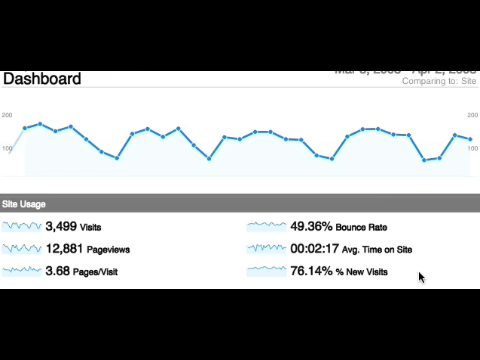 Dashboard
Comparing to: Site
200
200
100
100
Site Usage
3,499 Visits
49.36% Bounce Rate
12,881 Pageviews
00:02:17 Avg. Time on Site
3.68 Pages/Visit
76.14% % New Visits